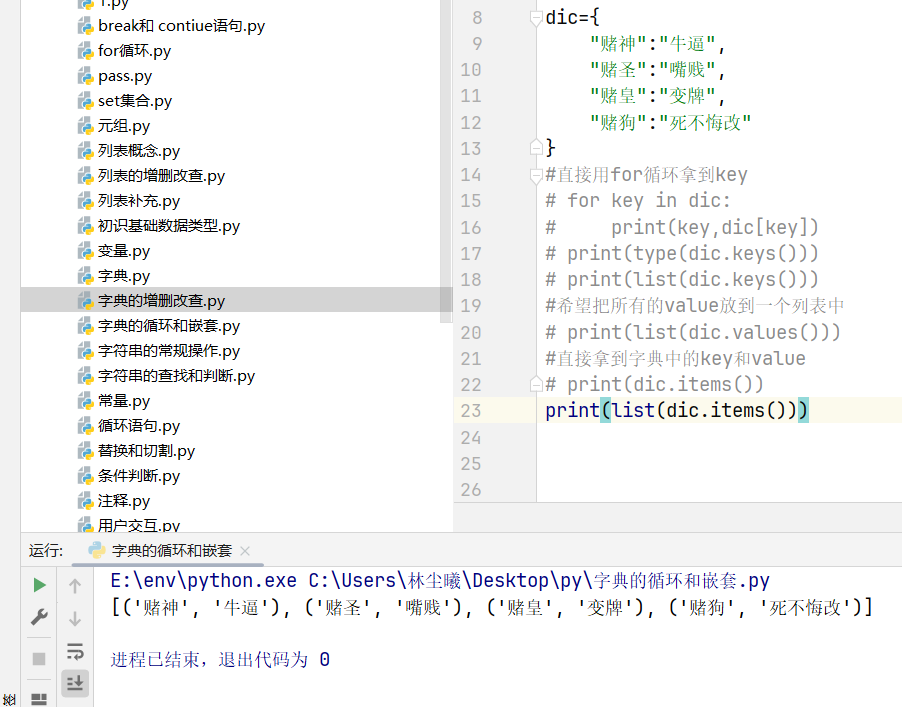 1.py
break和 contiue语句.py
for循环.py
pass.py
set集合.py
元组.py
列表概念.py
列表的增删改查.py
列表补充.py
初识基础数据类型.py
变量.py
字典.py
字典的增删改查.py
字典的循环和嵌套.py
字符串的常规操作.py
字符串的查找和判断.py
常量.py
循环语句.py
替换和切割.py
条件判断.py
注释.py
用户交互.py
8 dic={
9 "赌神":"牛逼",
10 "赌圣":"嘴贱",
11 "赌皇":"变牌",
12 "赌狗":"死不悔改"
13 }
14 #直接用for循环拿到key
15 # for key in dic:
16 #     print(key,dic[key])
17 # print(type(dic.keys()))
18 # print(list(dic.keys()))
19 #希望把所有的value放到一个列表中
20 # print(list(dic.values()))
21 #直接拿到字典中的key和value
22 # print(dic.items())
23 print(list(dic.items()))
24
25
26
运行: 字典的循环和嵌套
E:\env\python.exe C:\Users\林尘曦\Desktop\py\字典的循环和嵌套.py
[('赌神', '牛逼'), ('赌圣', '嘴贱'), ('赌皇', '变牌'), ('赌狗', '死不悔改')]
进程已结束，退出代码为 0